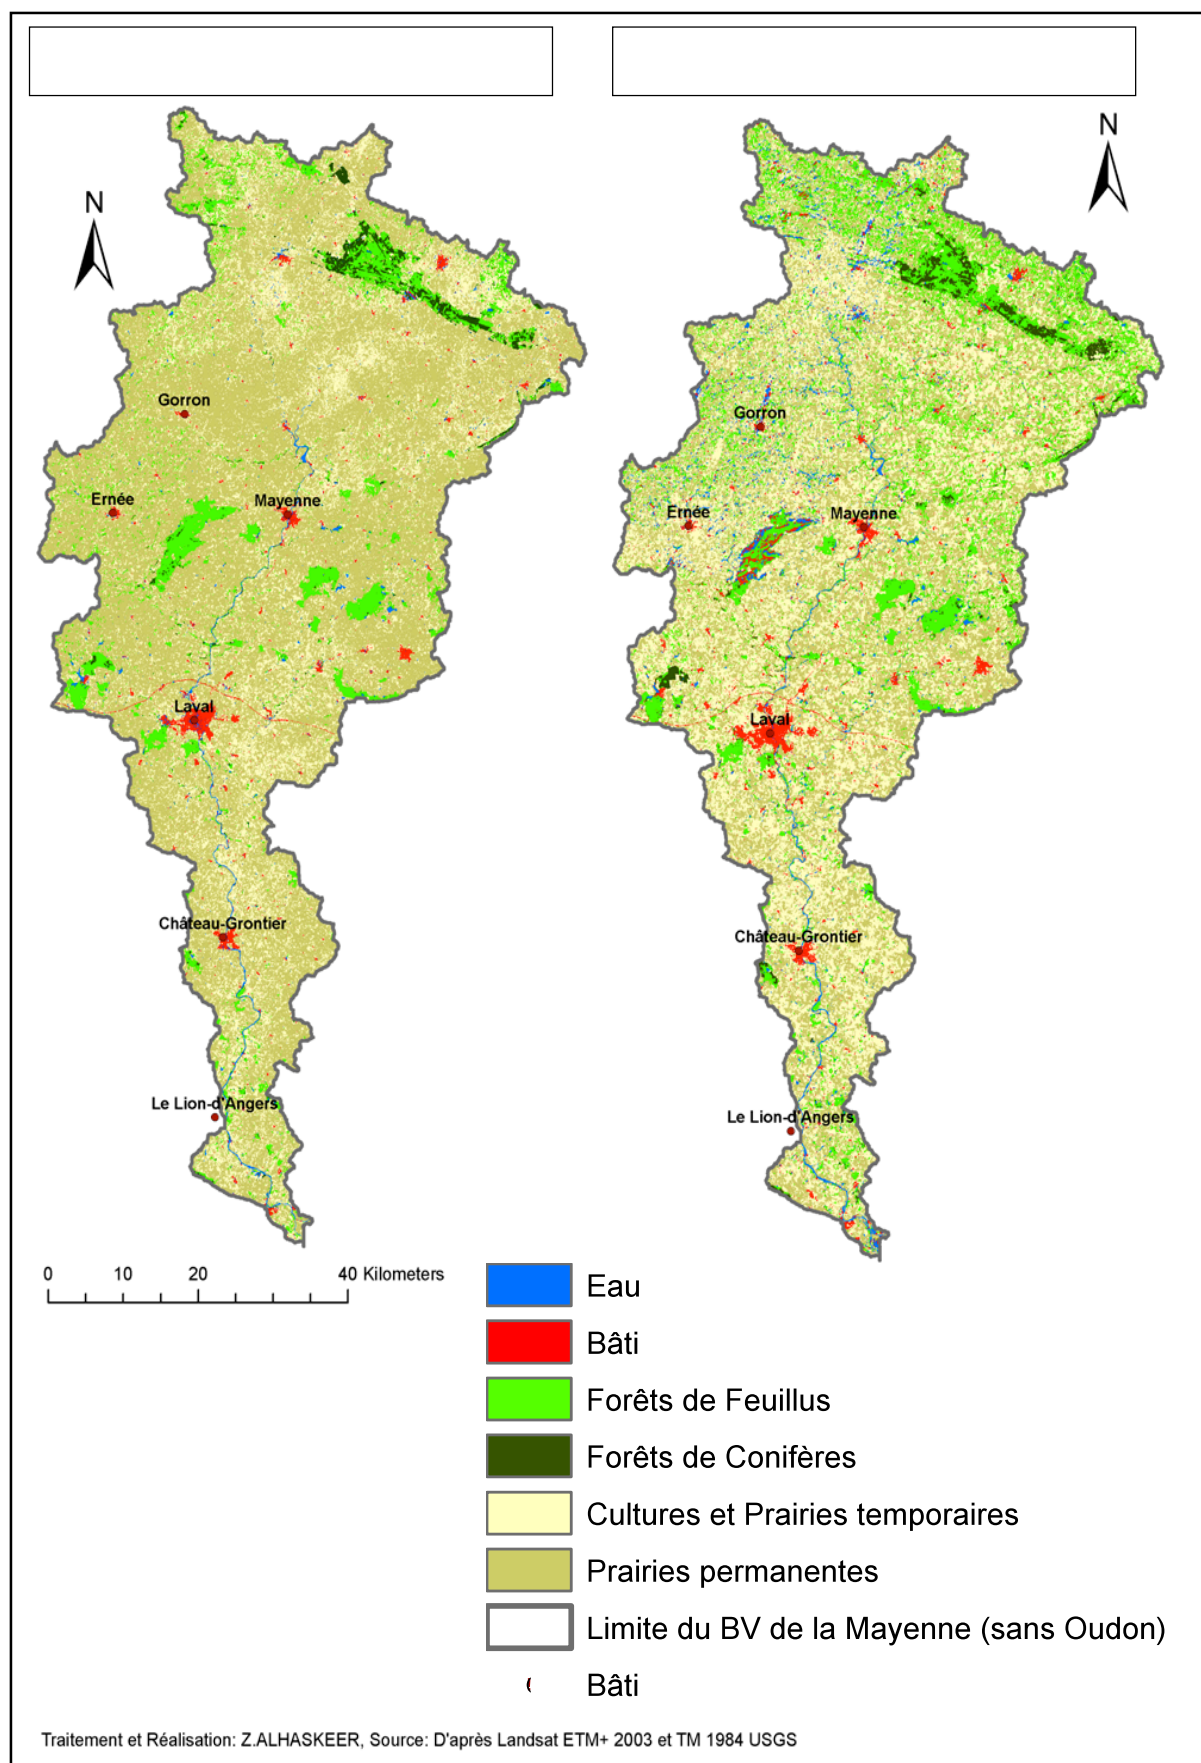 N
N
Gorron
Ernée
Mayenne
Laval
Château-Grontier
Le Lion-d'Angers
Gorron
Ernée
Mayenne
Laval
Château-Grontier
Le Lion-d'Angers
0 10 20 40 Kilometers
Eau
Bâti
Forêts de Feuillus
Forêts de Conifères
Cultures et Prairies temporaires
Prairies permanentes
Limite du BV de la Mayenne (sans Oudon)
Bâti
Traitement et Réalisation: Z.ALHASKEER, Source: D'après Landsat ETM+ 2003 et TM 1984 USGS